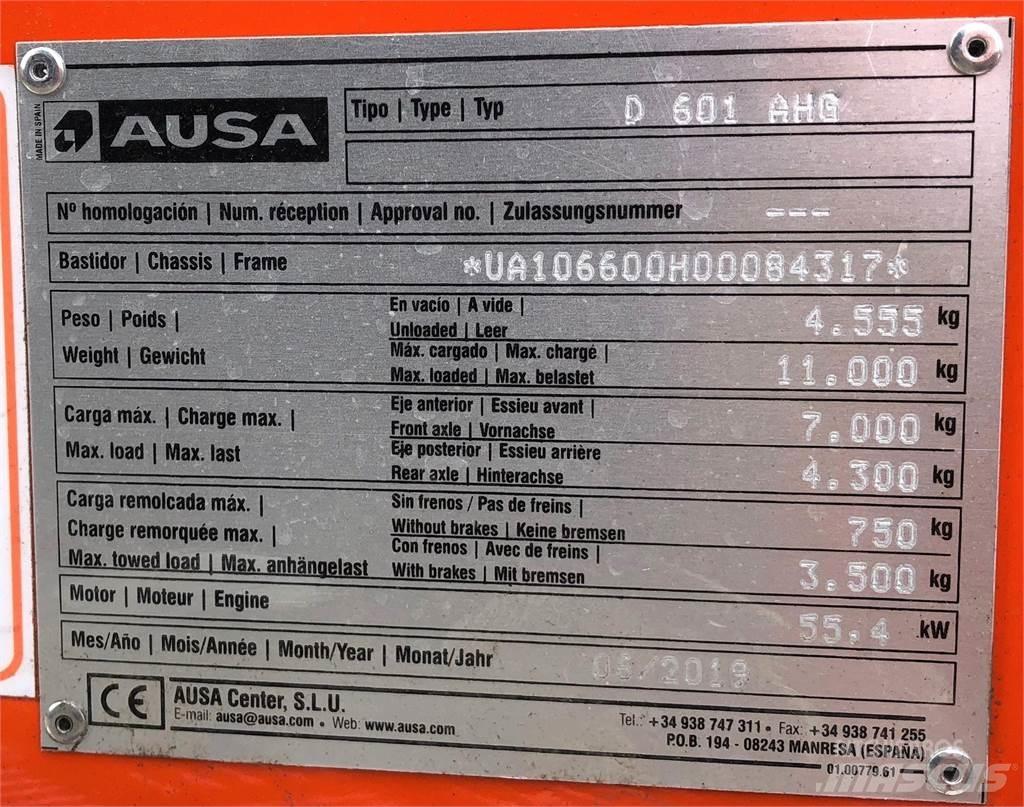 MADE IN SPAIN
AUSA
Tipo | Type | Typ D 601 AHG
Nº homologación | Num. réception | Approval no. | Zulassungsnummer ---
Bastidor | Chassis | Frame *UA106600H00084317*
Peso | Poids |
Weight | Gewicht
En vacío | A vide |
Unloaded | Leer
4.555 kg
Máx. cargado | Max. chargé |
Max. loaded | Max. belastet
11.000 kg
Carga máx. | Charge max. |
Max. load | Max. last
Eje anterior | Essieu avant |
Front axle | Vornachse
7.000 kg
Eje posterior | Essieu arrière
Rear axle | Hinterachse
4.300 kg
Carga remolcada máx. |
Charge remorquée max. |
Max. towed load | Max. anhängelast
Sin frenos / Pas de freins |
Without brakes | Keine bremsen
750 kg
Con frenos | Avec de freins |
With brakes | Mit bremsen
3.500 kg
Motor | Moteur | Engine 55,4 kW
Mes/Año | Mois/Année | Month/Year | Monat/Jahr 05/2019
CE
AUSA Center, S.L.U.
E-mail: ausa@ausa.com • Web: www.ausa.com
Tel.: +34 938 747 311 • Fax: +34 938 741 255
P.O.B. 194 - 08243 MANRESA (ESPAÑA)
01.00779.61
MASCUS